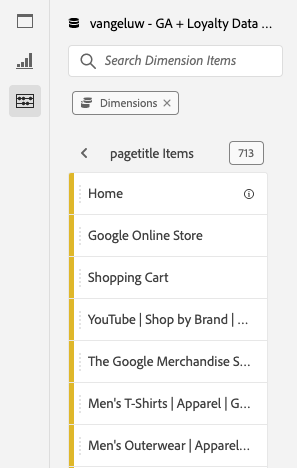 vangeluw - GA + Loyalty Data ...
Search Dimension Items
Dimensions
pagetitle Items
713
Home
Google Online Store
Shopping Cart
YouTube | Shop by Brand | ...
The Google Merchandise S...
Men's T-Shirts | Apparel | G...
Men's Outerwear | Apparel...